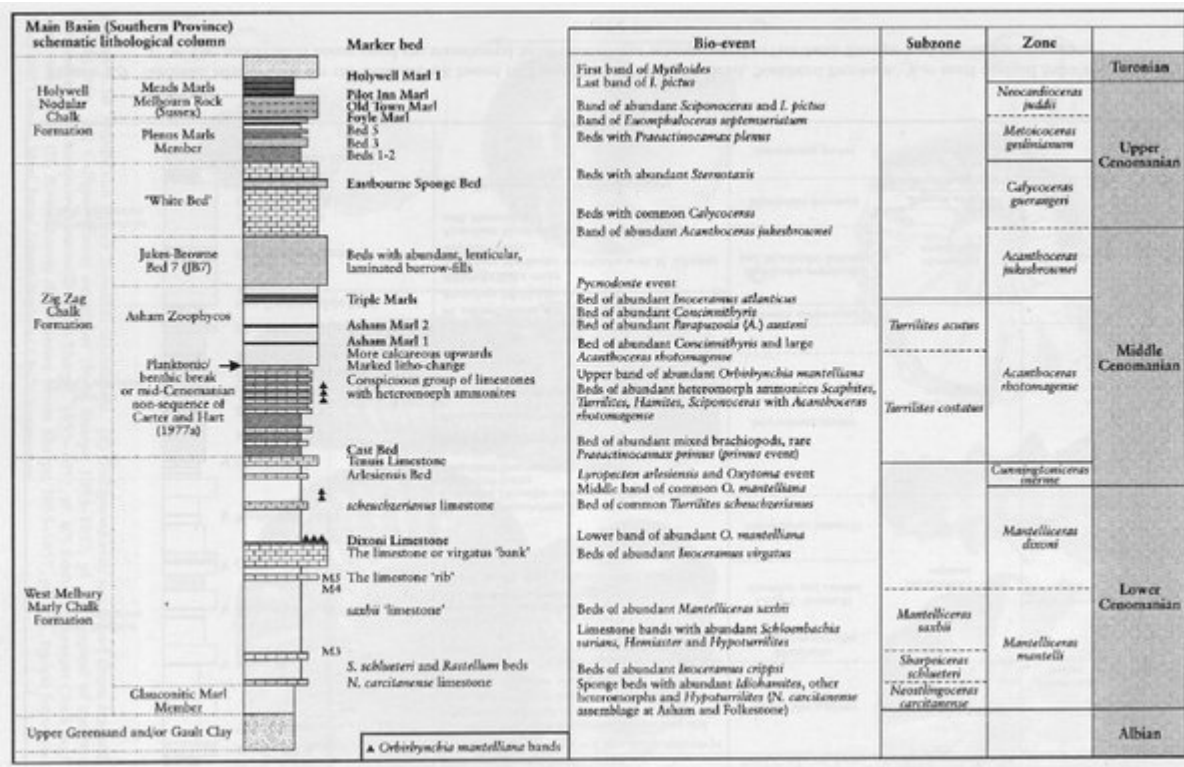 Main Basin (Southern Province)
schematic lithological column
Marker bed
Bio-event
Subzone
Zone
Holywell
Nodular
Chalk
Formation
Zig Zag
Chalk
Formation
West Melbury
Marly Chalk
Formation
Meads Marls
Melbourn Rock
(Sussex)
Plenus Marls
Member
'White Bed'
Jukes-Browne
Bed 7 (JB7)
Asham Zoophycos
Planktonic/
benthic break
or mid-Cenomanian
non-sequence of
Carter and Hart
(1977a)
Glauconitic Marl
Member
Upper Greensand and/or Gault Clay
Holywell Marl 1
Pilot Inn Marl
Old Town Marl
Foyle Marl
Bed 5
Bed 3
Beds 1-2
Eastbourne Sponge Bed
Beds with abundant, lenticular,
laminated burrow-fills
Triple Marls
Asham Marl 2
Asham Marl 1
More calcareous upwards
Marked litho-change
Conspicuous group of limestones
with heteromorph ammonites
Cast Bed
Tenuis Limestone
Arlesiensis Bed
scheuchzerianus limestone
Dixoni Limestone
The limestone or virgatus 'bank'
M5 The limestone 'rib'
M4
saxbii 'limestone'
M3
S. schlueteri and Rastellum beds
N. carcitanense limestone
▲ Orbirhynchia mantelliana bands
First band of Mytiloides
Last band of I. pictus
Band of abundant Sciponoceras and I. pictus
Band of Euomphaloceras septemseriatum
Beds with Praeactinocamax plenus
Beds with abundant Sternotaxis
Beds with common Calycoceras
Band of abundant Acanthoceras jukesbrownei
Pycnodonte event
Bed of abundant Inoceramus atlanticus
Bed of abundant Concinnithyris
Bed of abundant Parapuzosia (A.) austeni
Bed of abundant Concinnithyris and large
Acanthoceras rhotomagense
Upper band of abundant Orbirhynchia mantelliana
Beds of abundant heteromorph ammonites Scaphites,
Turrilites, Hamites, Sciponoceras with Acanthoceras
rhotomagense
Bed of abundant mixed brachiopods, rare
Praeactinocamax primus (primus event)
Lyropecten arlesiensis and Oxytoma event
Middle band of common O. mantelliana
Bed of common Turrilites scheuchzerianus
Lower band of abundant O. mantelliana
Beds of abundant Inoceramus virgatus
Beds of abundant Mantelliceras saxbii
Limestone bands with abundant Schloenbachia
varians, Hemiaster and Hypoturrilites
Beds of abundant Inoceramus crippsi
Sponge beds with abundant Idiohamites, other
heteromorphs and Hypoturrilites (N. carcitanense
assemblage at Asham and Folkestone)
Turrilites acutus
Turrilites costatus
Mantelliceras
saxbii
Sharpeiceras
schlueteri
Neostlingoceras
carcitanense
Neocardioceras
juddii
Metoicoceras
geslinianum
Calycoceras
guerangeri
Acanthoceras
jukesbrownei
Acanthoceras
rhotomagense
Cunningtoniceras
inerme
Mantelliceras
dixoni
Mantelliceras
mantelli
Turonian
Upper
Cenomanian
Middle
Cenomanian
Lower
Cenomanian
Albian